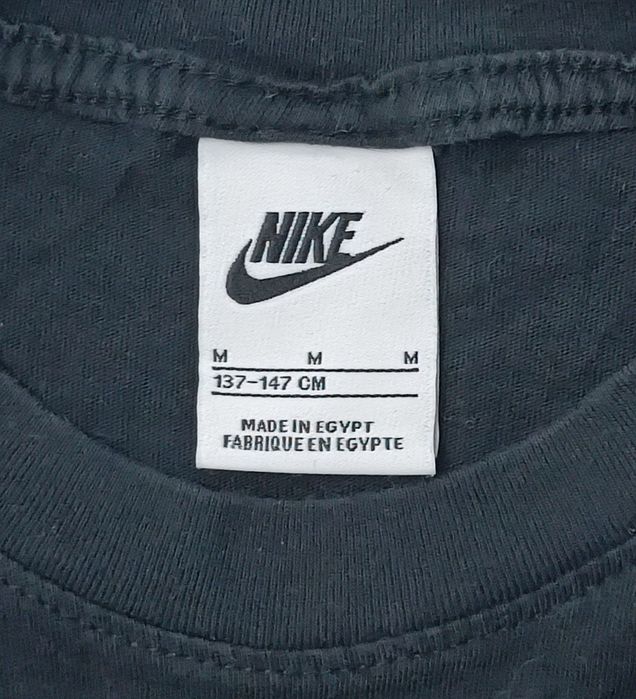 NIKE
M M M
137-147 CM
MADE IN EGYPT
FABRIQUE EN EGYPTE